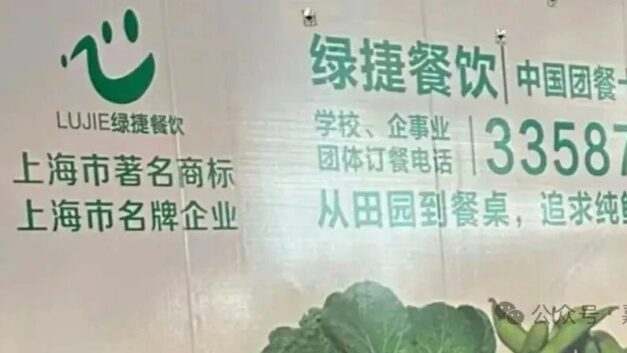 LUJIE绿捷餐饮
上海市著名商标
上海市名牌企业
绿捷餐饮
中国团餐
学校、企事业
团体订餐电话
33587
从田园到餐桌，追求纯
公众号·